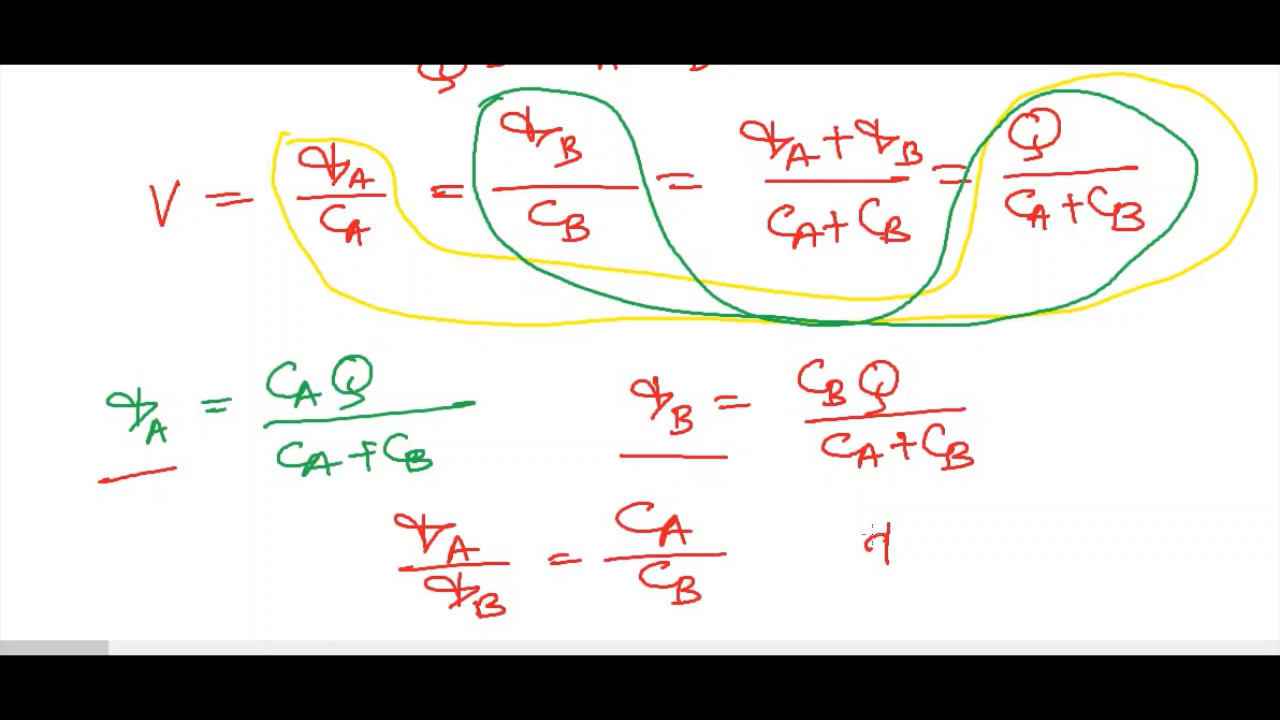 V = q_A / C_A = q_B / C_B = (q_A + q_B) / (C_A + C_B) = Q / (C_A + C_B)
q_A = C_A Q / (C_A + C_B) q_B = C_B Q / (C_A + C_B)
q_A / q_B = C_A / C_B